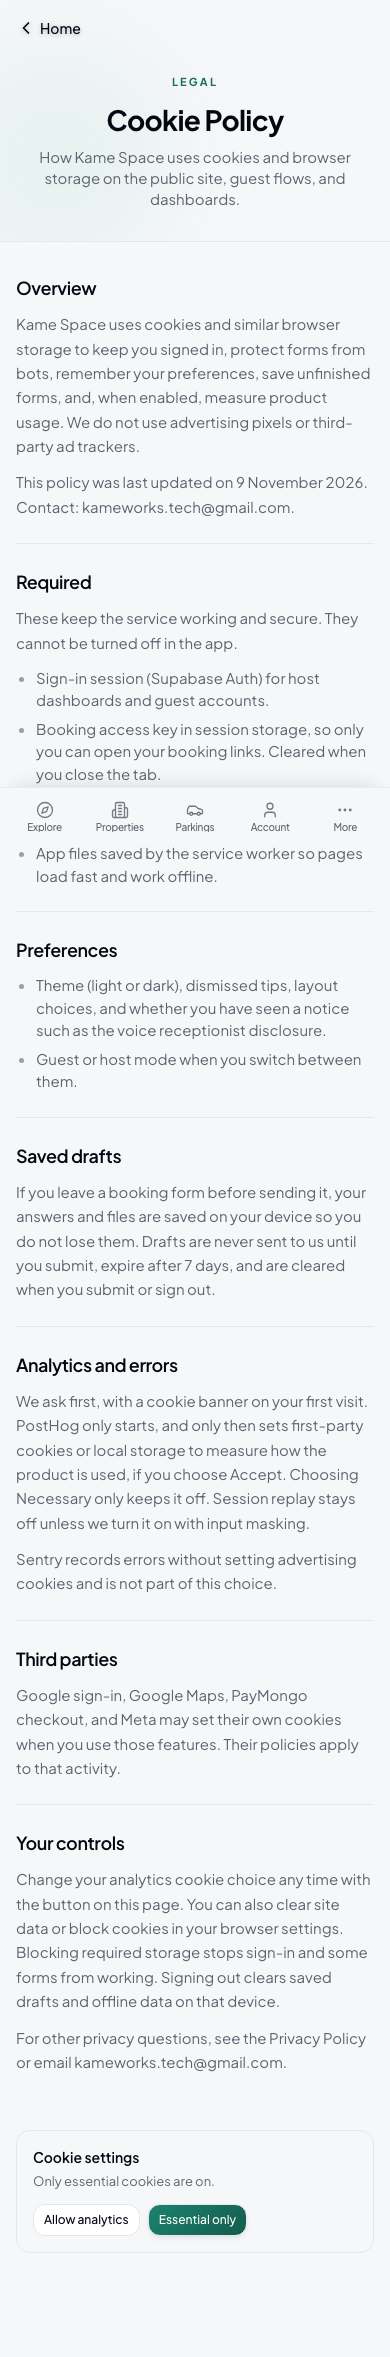 Home
LEGAL
Cookie Policy
How Kame Space uses cookies and browser
storage on the public site, guest flows, and
dashboards.
Overview
Kame Space uses cookies and similar browser
storage to keep you signed in, protect forms from
bots, remember your preferences, save unfinished
forms, and, when enabled, measure product
usage. We do not use advertising pixels or third-
party ad trackers.
This policy was last updated on 9 November 2026.
Contact: kameworks.tech@gmail.com.
Required
These keep the service working and secure. They
cannot be turned off in the app.
Sign-in session (Supabase Auth) for host
dashboards and guest accounts.
Booking access key in session storage, so only
you can open your booking links. Cleared when
you close the tab.
Explore
Properties
Parkings
Account
More
App files saved by the service worker so pages
load fast and work offline.
Preferences
Theme (light or dark), dismissed tips, layout
choices, and whether you have seen a notice
such as the voice receptionist disclosure.
Guest or host mode when you switch between
them.
Saved drafts
If you leave a booking form before sending it, your
answers and files are saved on your device so you
do not lose them. Drafts are never sent to us until
you submit, expire after 7 days, and are cleared
when you submit or sign out.
Analytics and errors
We ask first, with a cookie banner on your first visit.
PostHog only starts, and only then sets first-party
cookies or local storage to measure how the
product is used, if you choose Accept. Choosing
Necessary only keeps it off. Session replay stays
off unless we turn it on with input masking.
Sentry records errors without setting advertising
cookies and is not part of this choice.
Third parties
Google sign-in, Google Maps, PayMongo
checkout, and Meta may set their own cookies
when you use those features. Their policies apply
to that activity.
Your controls
Change your analytics cookie choice any time with
the button on this page. You can also clear site
data or block cookies in your browser settings.
Blocking required storage stops sign-in and some
forms from working. Signing out clears saved
drafts and offline data on that device.
For other privacy questions, see the Privacy Policy
or email kameworks.tech@gmail.com.
Cookie settings
Only essential cookies are on.
Allow analytics
Essential only